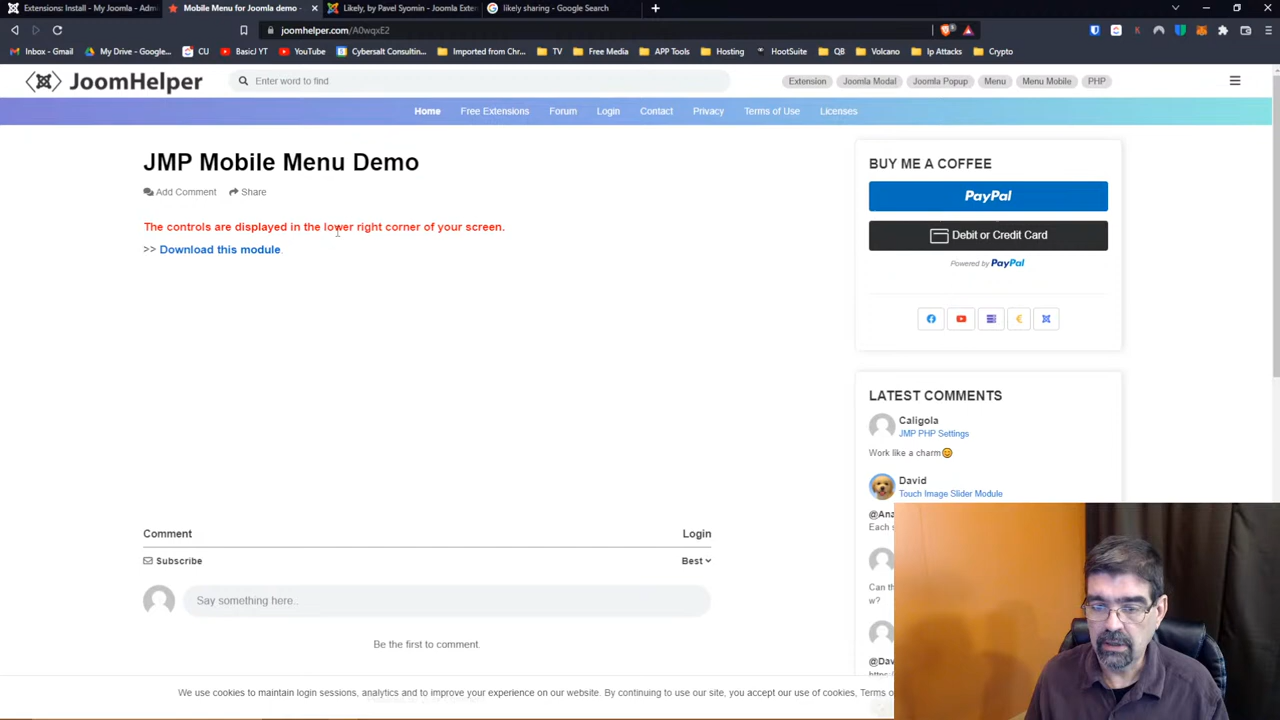 Extensions: Install - My Joomla - Adm
Mobile Menu for Joomla demo -
Likely, by Pavel Syomin - Joomla Exten
likely sharing - Google Search
joomhelper.com/A0wqxE2
Inbox - Gmail
My Drive - Google...
CU
BasicJ YT
YouTube
Cybersalt Consultin...
Imported from Chr...
TV
Free Media
APP Tools
Hosting
HootSuite
QB
Volcano
Ip Attacks
Crypto
JoomHelper
Enter word to find
Extension
Joomla Modal
Joomla Popup
Menu
Menu Mobile
PHP
Home
Free Extensions
Forum
Login
Contact
Privacy
Terms of Use
Licenses
JMP Mobile Menu Demo
Add Comment
Share
The controls are displayed in the lower right corner of your screen.
>> Download this module.
BUY ME A COFFEE
PayPal
Debit or Credit Card
Powered by PayPal
LATEST COMMENTS
Caligola
JMP PHP Settings
Work like a charm😊
David
Touch Image Slider Module
@Ana
Each s
Can th
w?
@Da
Comment
Login
Subscribe
Best
Say something here..
Be the first to comment.
We use cookies to maintain login sessions, analytics and to improve your experience on our website. By continuing to use our site, you accept our use of cookies, Terms o